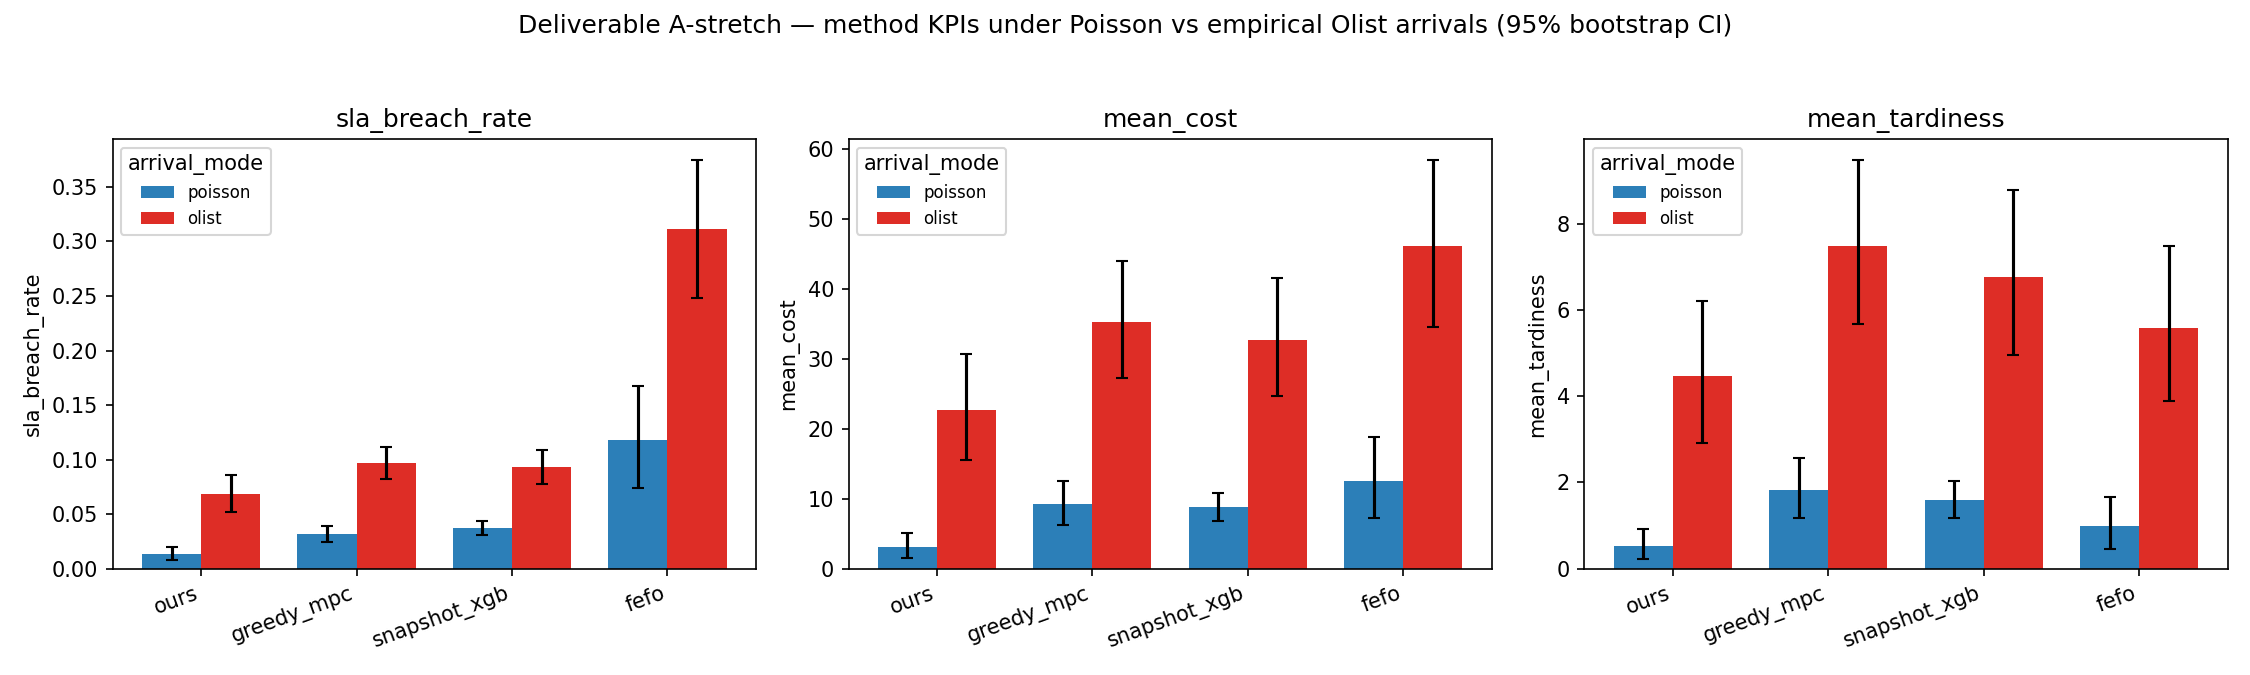 Deliverable A-stretch — method KPIs under Poisson vs empirical Olist arrivals (95% bootstrap CI)
sla_breach_rate
sla_breach_rate
0.35
0.30
0.25
0.20
0.15
0.10
0.05
0.00
arrival_mode
poisson
olist
ours
greedy_mpc
snapshot_xgb
fefo
mean_cost
mean_cost
60
50
40
30
20
10
0
arrival_mode
poisson
olist
ours
greedy_mpc
snapshot_xgb
fefo
mean_tardiness
mean_tardiness
8
6
4
2
0
arrival_mode
poisson
olist
ours
greedy_mpc
snapshot_xgb
fefo